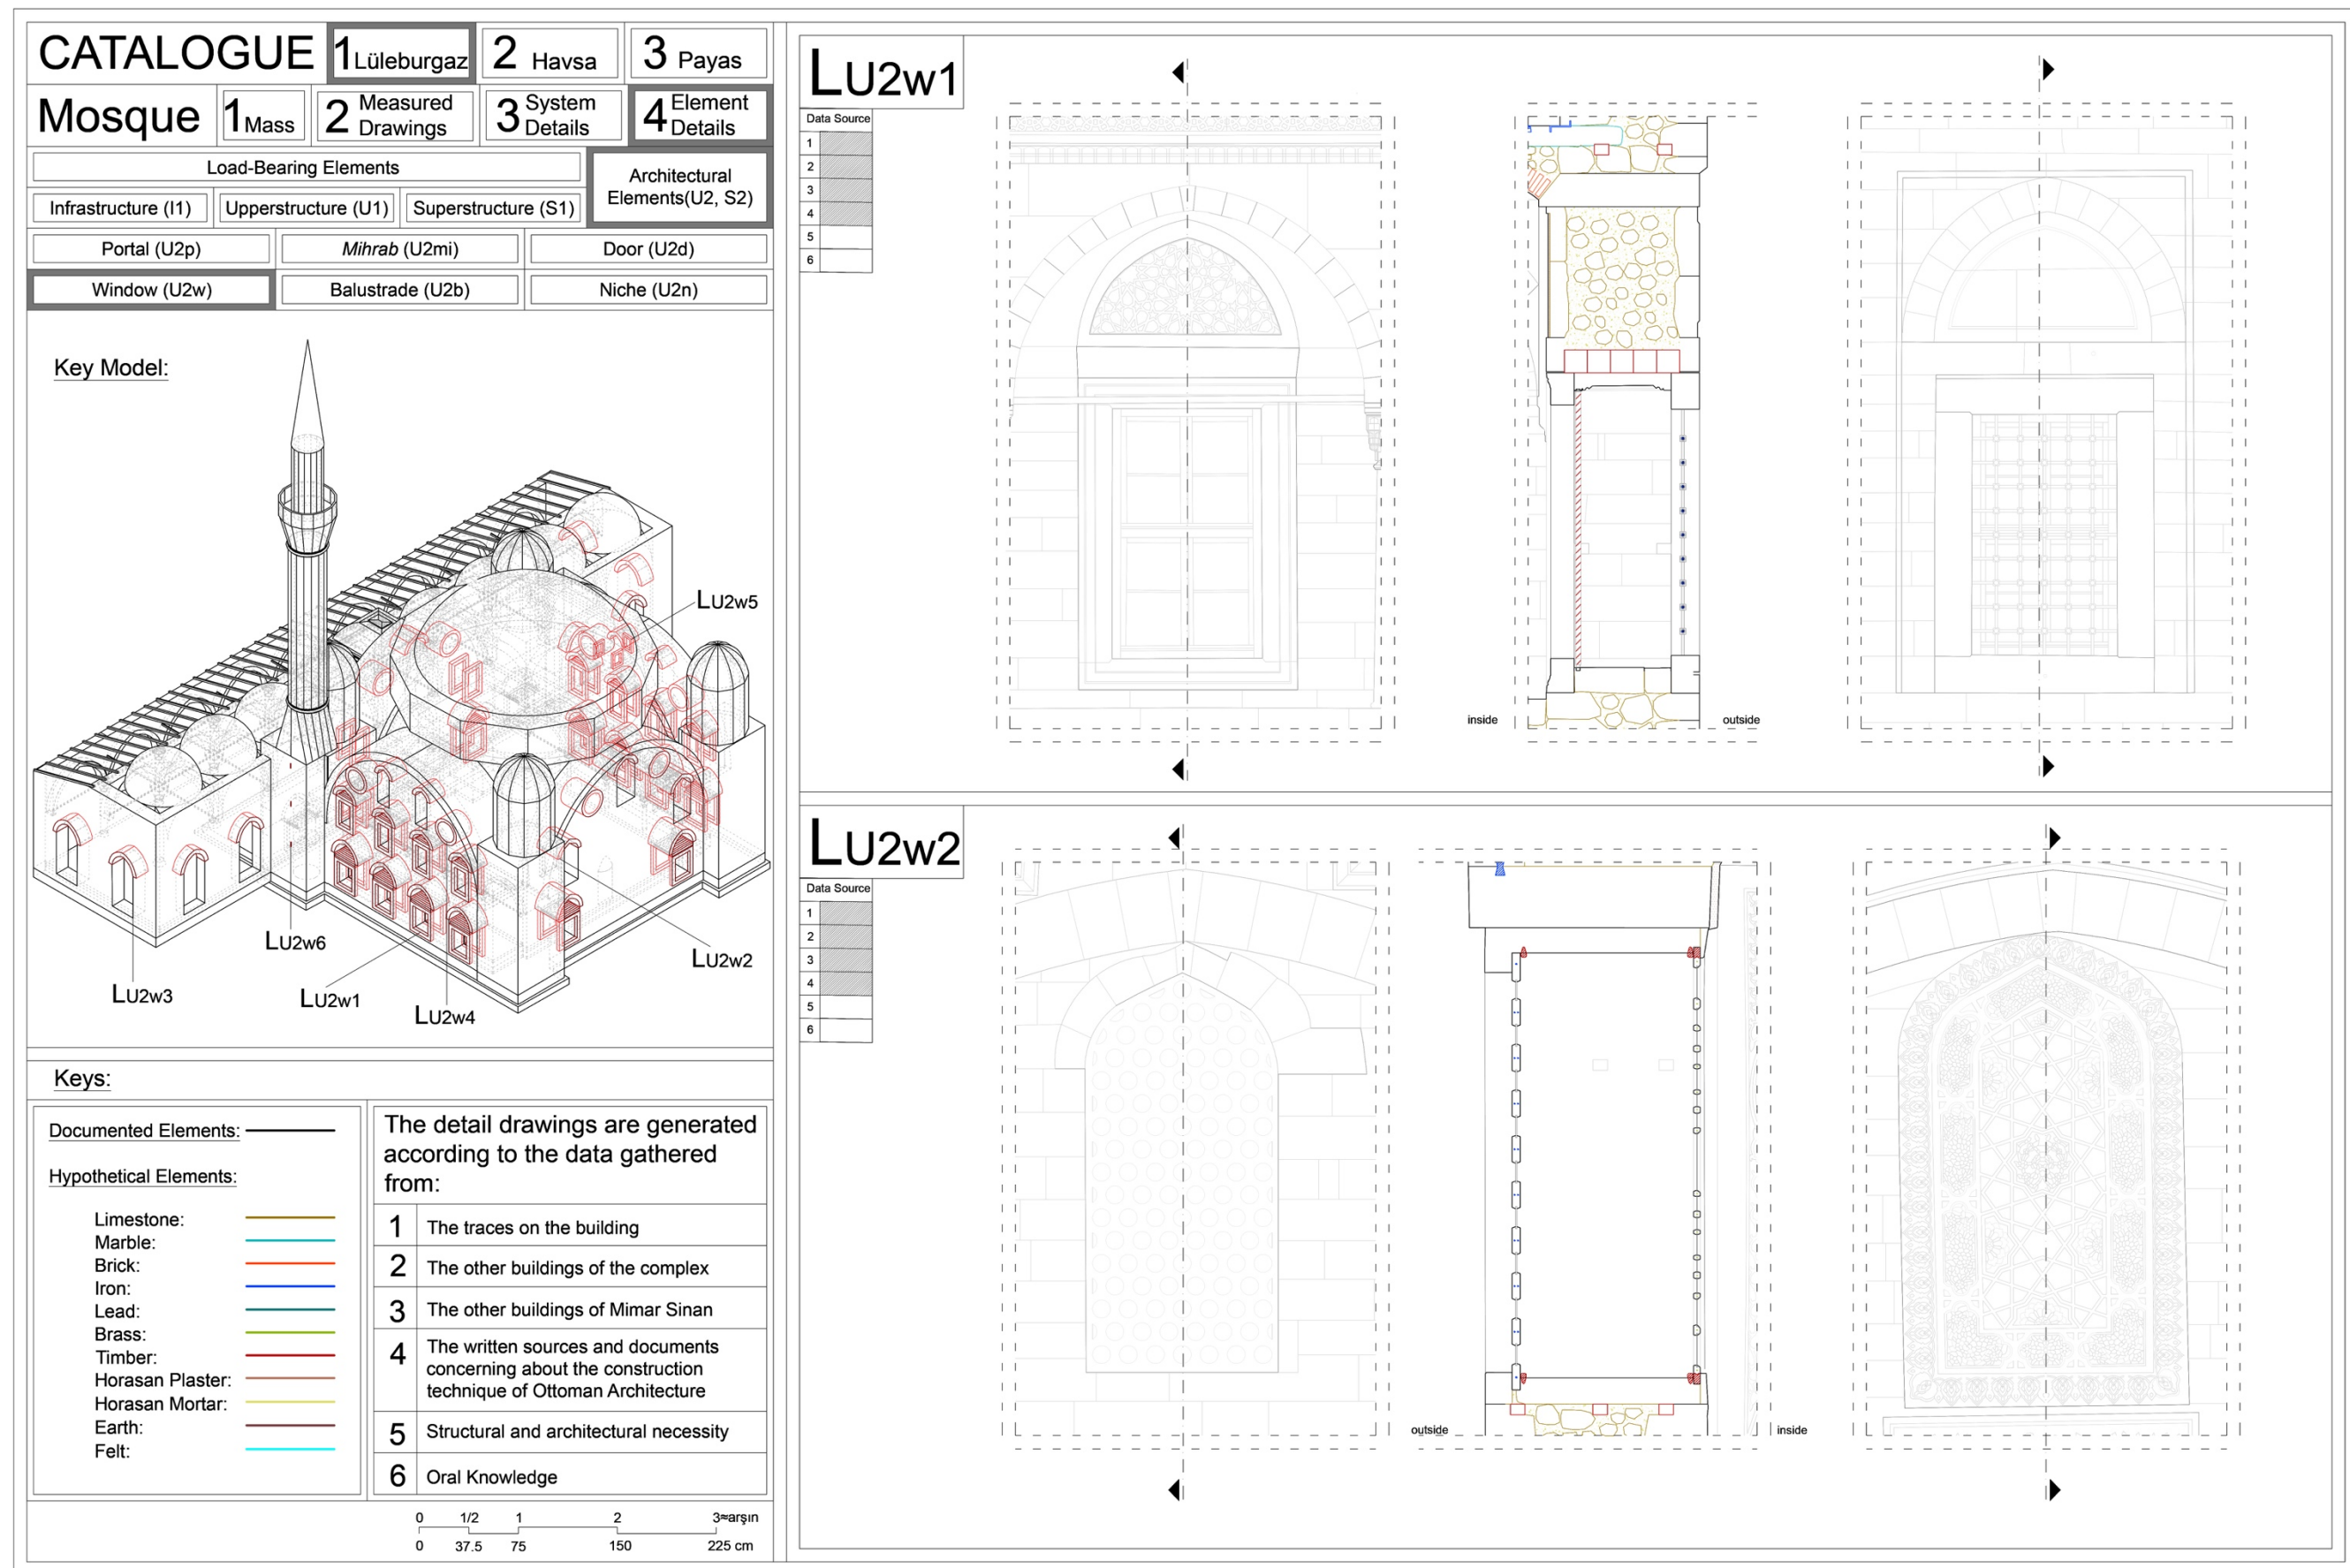 CATALOGUE
1 Lüleburgaz
2 Havsa
3 Payas
Mosque
1 Mass
2 Measured
Drawings
3 System
Details
4 Element
Details
Load-Bearing Elements
Architectural
Elements(U2, S2)
Infrastructure (I1)
Upperstructure (U1)
Superstructure (S1)
Portal (U2p)
Mihrab (U2mi)
Door (U2d)
Window (U2w)
Balustrade (U2b)
Niche (U2n)
Key Model:
LU2w5
LU2w2
LU2w6
LU2w3
LU2w1
LU2w4
Keys:
Documented Elements:
Hypothetical Elements:
Limestone:
Marble:
Brick:
Iron:
Lead:
Brass:
Timber:
Horasan Plaster:
Horasan Mortar:
Earth:
Felt:
The detail drawings are generated
according to the data gathered
from:
1 The traces on the building
2 The other buildings of the complex
3 The other buildings of Mimar Sinan
4 The written sources and documents
concerning about the construction
technique of Ottoman Architecture
5 Structural and architectural necessity
6 Oral Knowledge
0 1/2 1 2 3≈arşın
0 37.5 75 150 225 cm
LU2w1
Data Source
1
2
3
4
5
6
inside
outside
LU2w2
Data Source
1
2
3
4
5
6
outside
inside